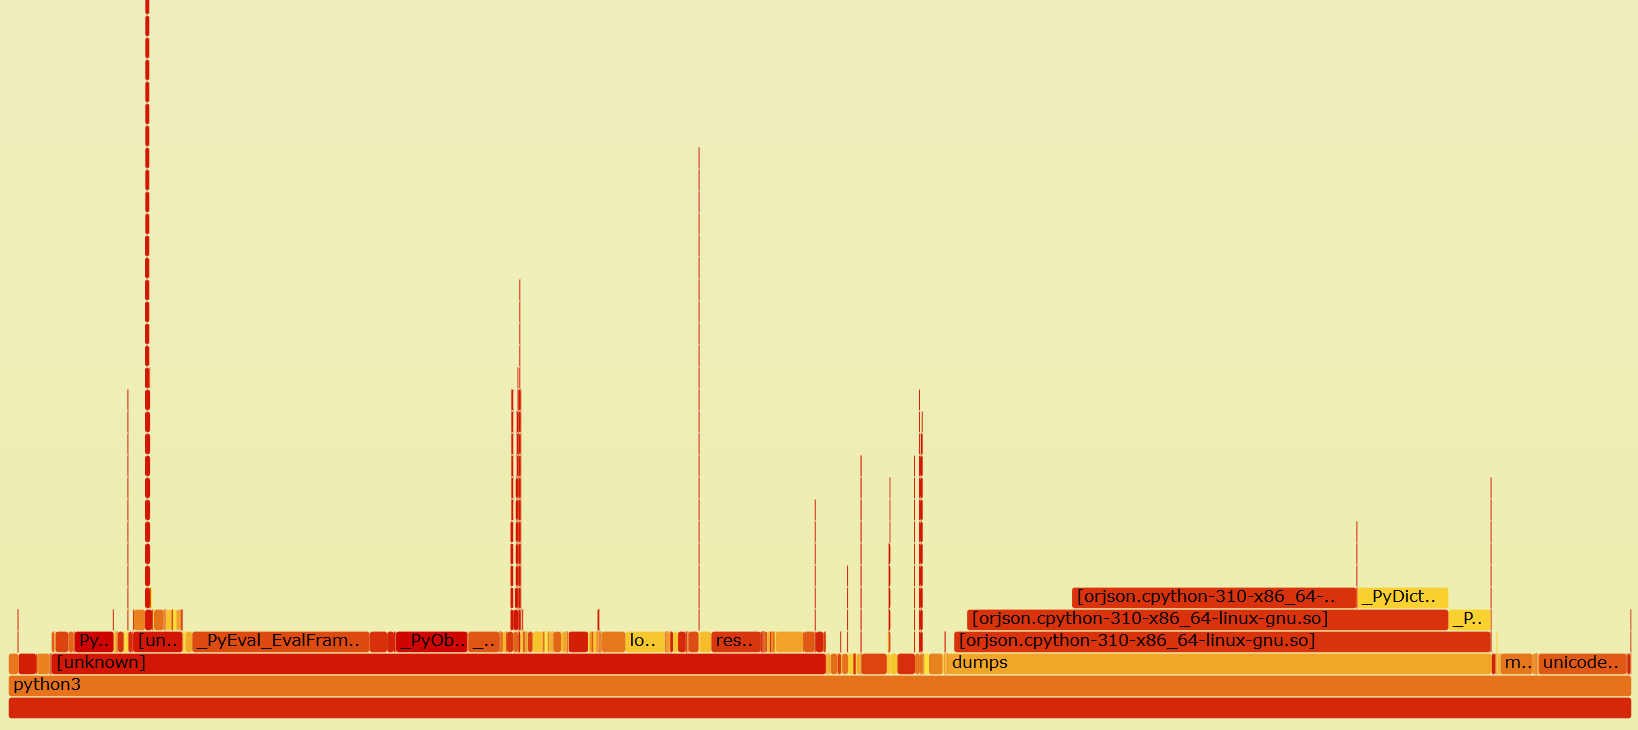 [orjson.cpython-310-x86_64-.. _PyDict..
[orjson.cpython-310-x86_64-linux-gnu.so] _P..
Py.. [un.. _PyEval_EvalFram.. _PyOb.. _.. lo.. res.. [orjson.cpython-310-x86_64-linux-gnu.so]
[unknown] dumps m.. unicode..
python3